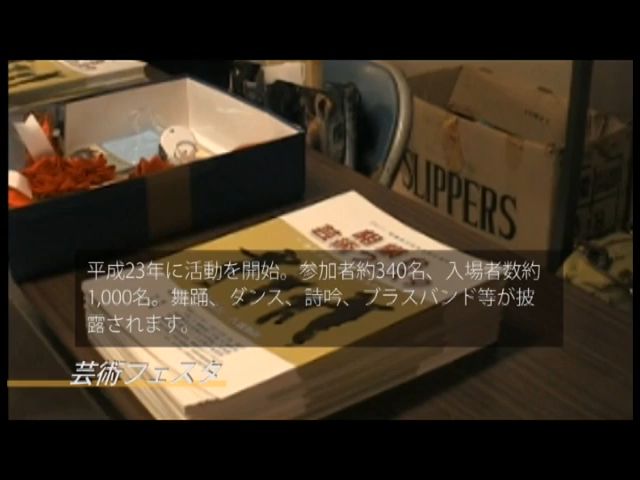 SLIPPERS
平成23年に活動を開始。参加者約340名、入場者数約
1,000名。舞踊、ダンス、詩吟、ブラスバンド等が披
露されます。
芸術フェスタ